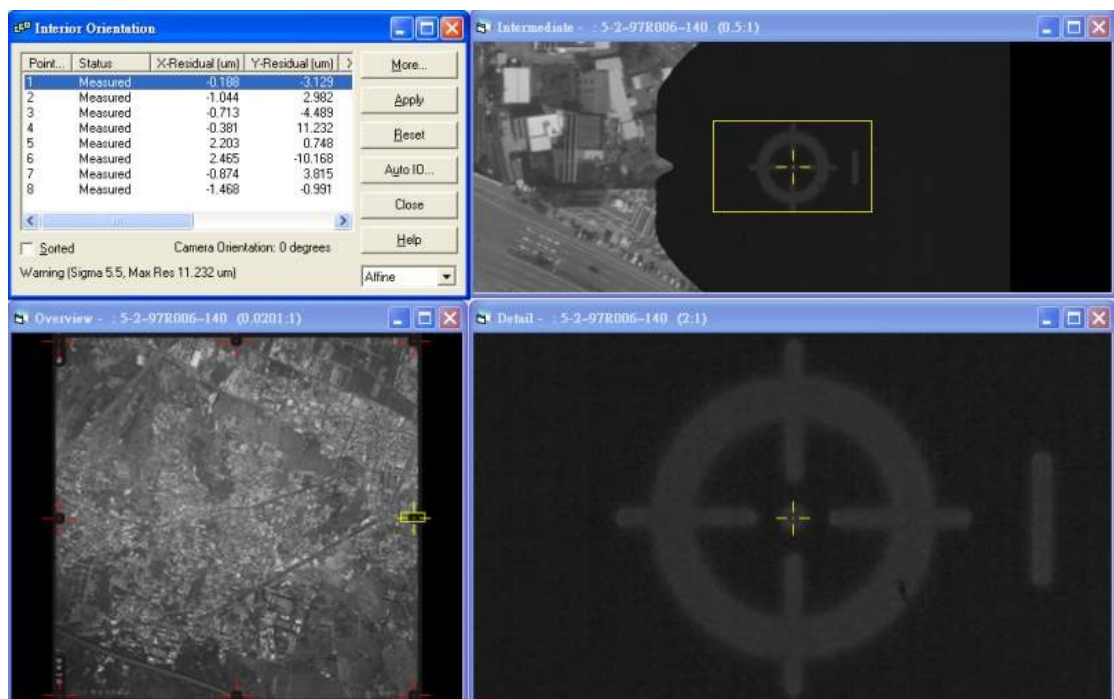 Interior Orientation
Point... Status X-Residual (um) Y-Residual (um)
1 Measured -0.188 -3.129
2 Measured -1.044 2.982
3 Measured -0.713 -4.489
4 Measured -0.381 11.232
5 Measured 2.203 0.748
6 Measured 2.465 -10.168
7 Measured -0.874 3.815
8 Measured -1.468 -0.991
More...
Apply
Reset
Auto IO...
Close
Help
Sorted
Camera Orientation: 0 degrees
Warning (Sigma 5.5, Max Res 11.232 um)
Affine
Intermediate - : 5-2-97R006-140 (0.5:1)
Overview - : 5-2-97R006-140 (0.0201:1)
Detail - : 5-2-97R006-140 (2:1)